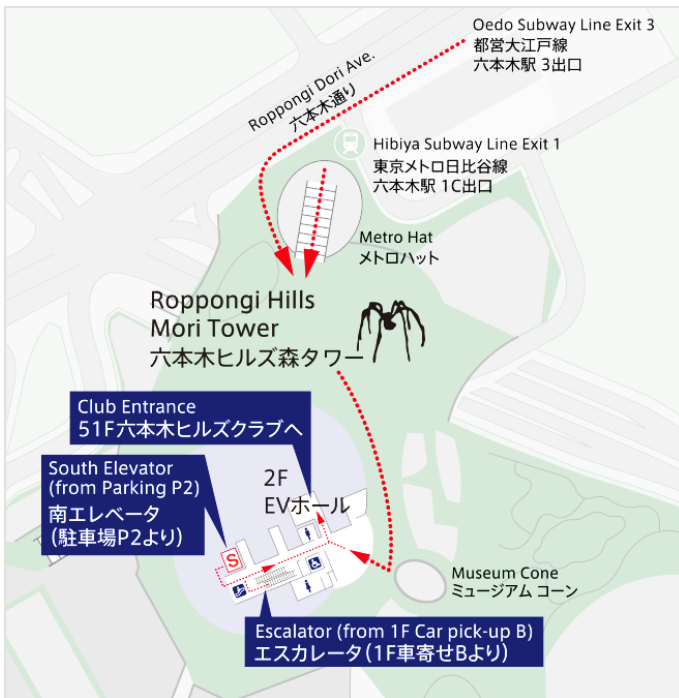 Oedo Subway Line Exit 3
都営大江戸線
六本木駅 3出口
Roppongi Dori Ave.
六本木通り
Hibiya Subway Line Exit 1
東京メトロ日比谷線
六本木駅 1C出口
Metro Hat
メトロハット
Roppongi Hills
Mori Tower
六本木ヒルズ森タワー
Club Entrance
51F六本木ヒルズクラブへ
South Elevator
(from Parking P2)
南エレベータ
(駐車場P2より)
2F
EVホール
S
Museum Cone
ミュージアム コーン
Escalator (from 1F Car pick-up B)
エスカレータ(1F車寄せBより)